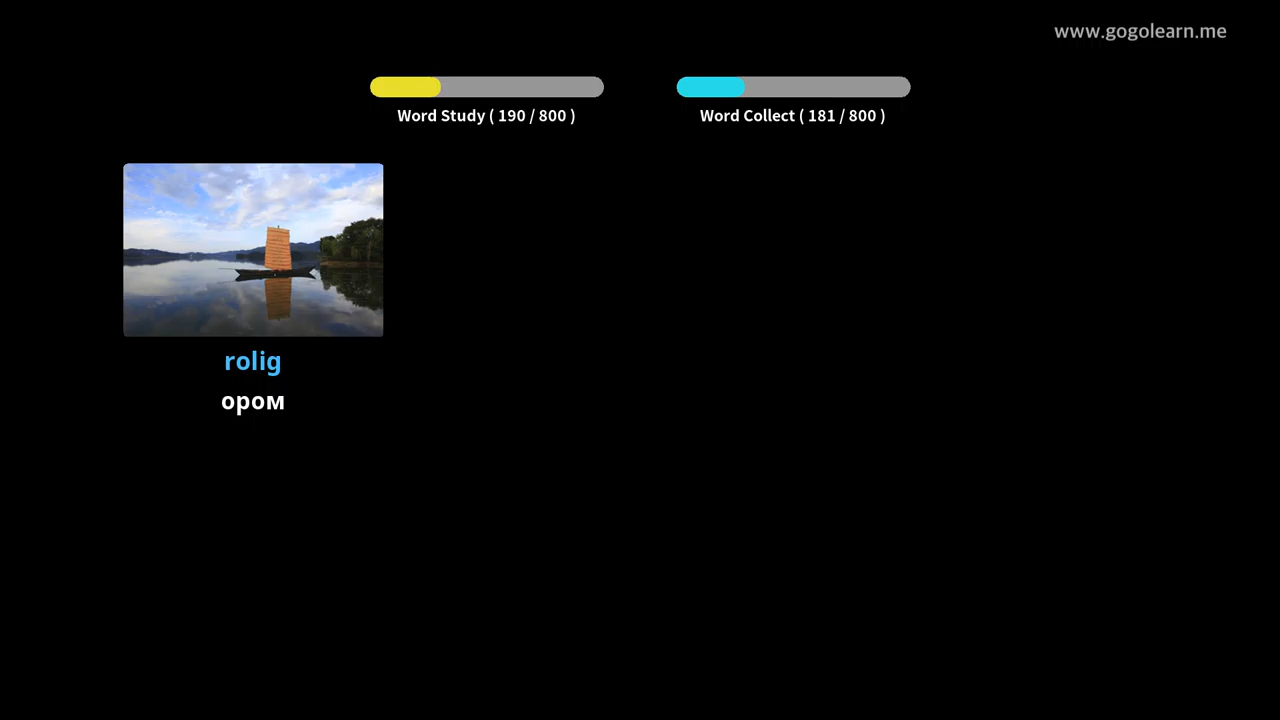 www.gogolearn.me
Word Study ( 190 / 800 )
Word Collect ( 181 / 800 )
rolig
ором